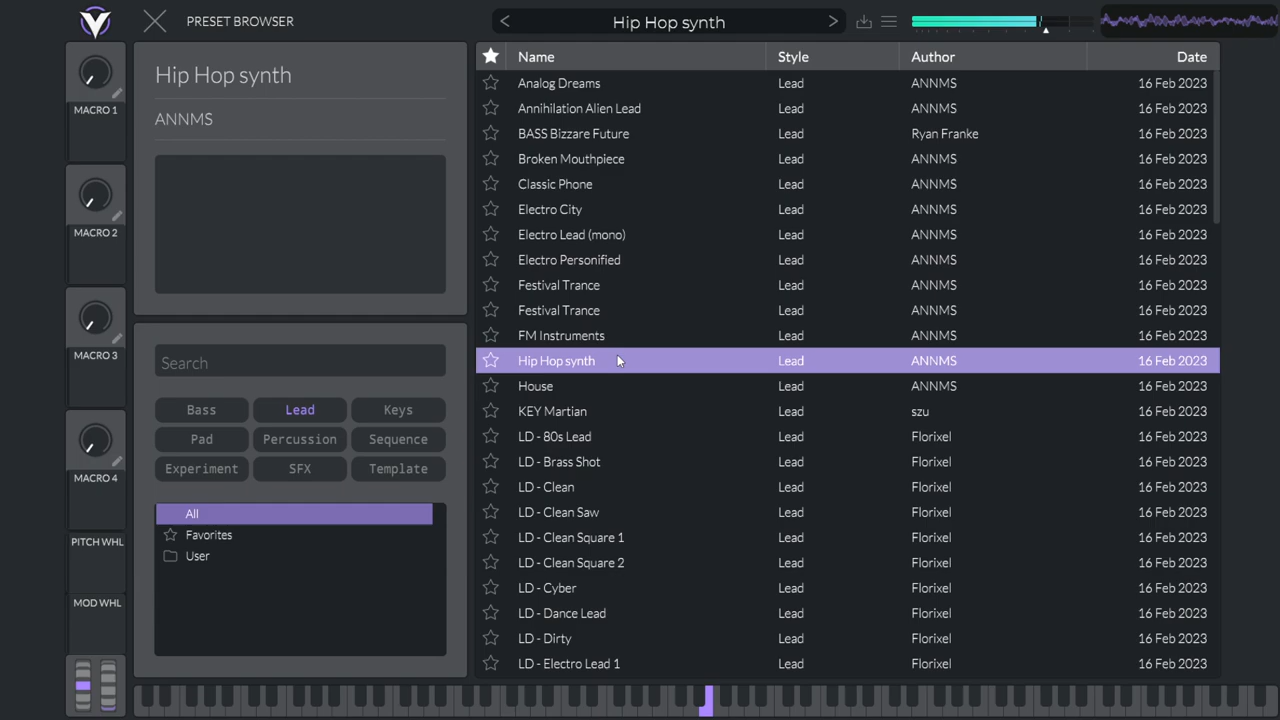 PRESET BROWSER
Hip Hop synth
MACRO 1
MACRO 2
MACRO 3
MACRO 4
PITCH WHL
MOD WHL
Hip Hop synth
ANNMS
Search
Bass Lead Keys
Pad Percussion Sequence
Experiment SFX Template
All
Favorites
User
Name Style Author Date
Analog Dreams Lead ANNMS 16 Feb 2023
Annihilation Alien Lead Lead ANNMS 16 Feb 2023
BASS Bizzare Future Lead Ryan Franke 16 Feb 2023
Broken Mouthpiece Lead ANNMS 16 Feb 2023
Classic Phone Lead ANNMS 16 Feb 2023
Electro City Lead ANNMS 16 Feb 2023
Electro Lead (mono) Lead ANNMS 16 Feb 2023
Electro Personified Lead ANNMS 16 Feb 2023
Festival Trance Lead ANNMS 16 Feb 2023
Festival Trance Lead ANNMS 16 Feb 2023
FM Instruments Lead ANNMS 16 Feb 2023
Hip Hop synth Lead ANNMS 16 Feb 2023
House Lead ANNMS 16 Feb 2023
KEY Martian Lead szu 16 Feb 2023
LD - 80s Lead Lead Florixel 16 Feb 2023
LD - Brass Shot Lead Florixel 16 Feb 2023
LD - Clean Lead Florixel 16 Feb 2023
LD - Clean Saw Lead Florixel 16 Feb 2023
LD - Clean Square 1 Lead Florixel 16 Feb 2023
LD - Clean Square 2 Lead Florixel 16 Feb 2023
LD - Cyber Lead Florixel 16 Feb 2023
LD - Dance Lead Lead Florixel 16 Feb 2023
LD - Dirty Lead Florixel 16 Feb 2023
LD - Electro Lead 1 Lead Florixel 16 Feb 2023